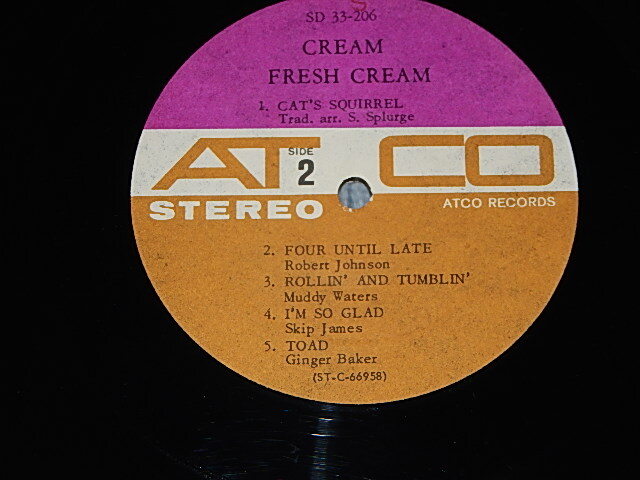 S
SD 33-206
CREAM
FRESH CREAM
1. CAT'S SQUIRREL
Trad. arr. S. Splurge
ATCO
SIDE
2
STEREO
ATCO RECORDS
2. FOUR UNTIL LATE
Robert Johnson
3. ROLLIN' AND TUMBLIN'
Muddy Waters
4. I'M SO GLAD
Skip James
5. TOAD
Ginger Baker
(ST-C-66958)